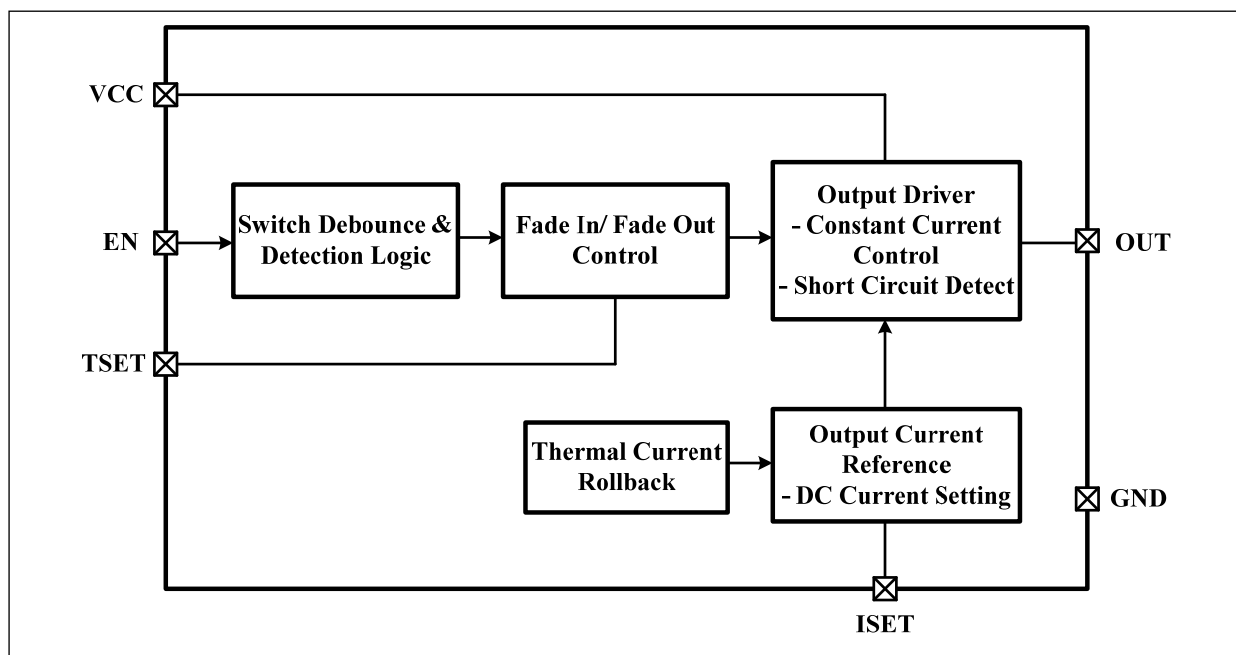 VCC
EN
TSET
Switch Debounce &
Detection Logic
Fade In/ Fade Out
Control
Output Driver
- Constant Current
Control
- Short Circuit Detect
OUT
Thermal Current
Rollback
Output Current
Reference
- DC Current Setting
GND
ISET